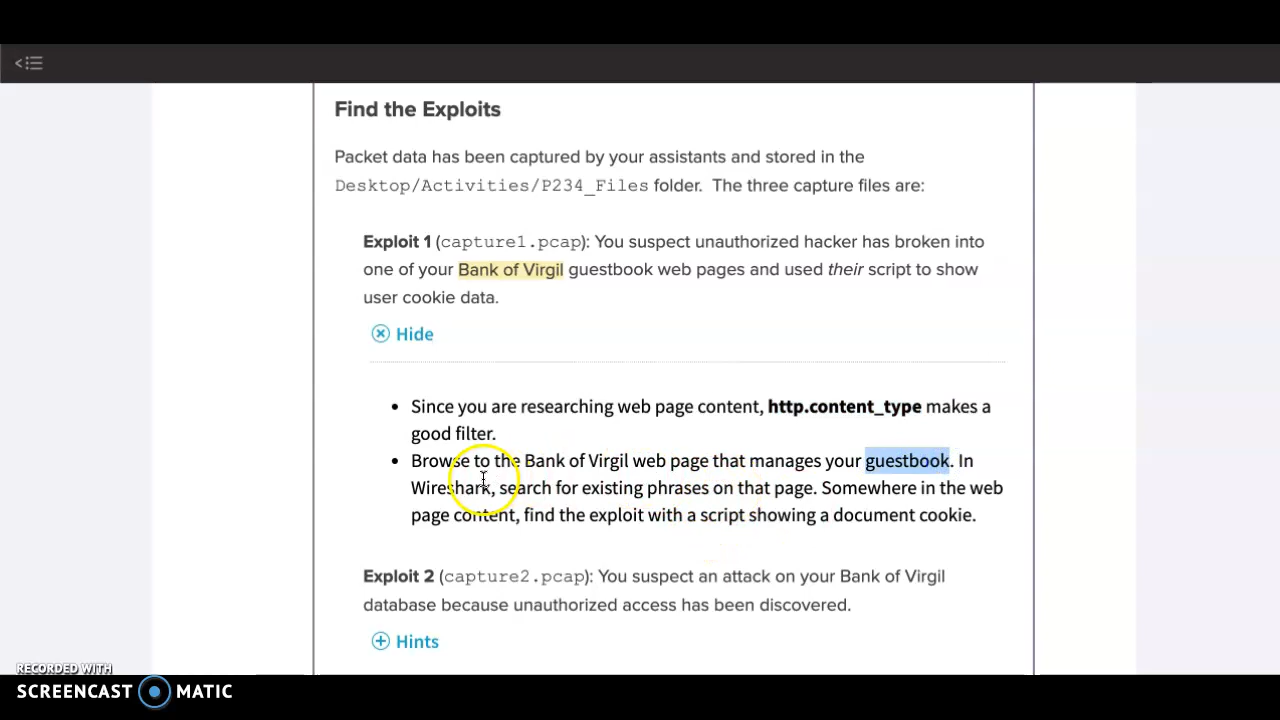 Find the Exploits
Packet data has been captured by your assistants and stored in the
Desktop/Activities/P234_Files folder. The three capture files are:
Exploit 1 (capture1.pcap): You suspect unauthorized hacker has broken into
one of your Bank of Virgil guestbook web pages and used their script to show
user cookie data.
Hide
• Since you are researching web page content, http.content_type makes a
good filter.
• Browse to the Bank of Virgil web page that manages your guestbook. In
Wireshark, search for existing phrases on that page. Somewhere in the web
page content, find the exploit with a script showing a document cookie.
Exploit 2 (capture2.pcap): You suspect an attack on your Bank of Virgil
database because unauthorized access has been discovered.
Hints
RECORDED WITH
SCREENCAST MATIC